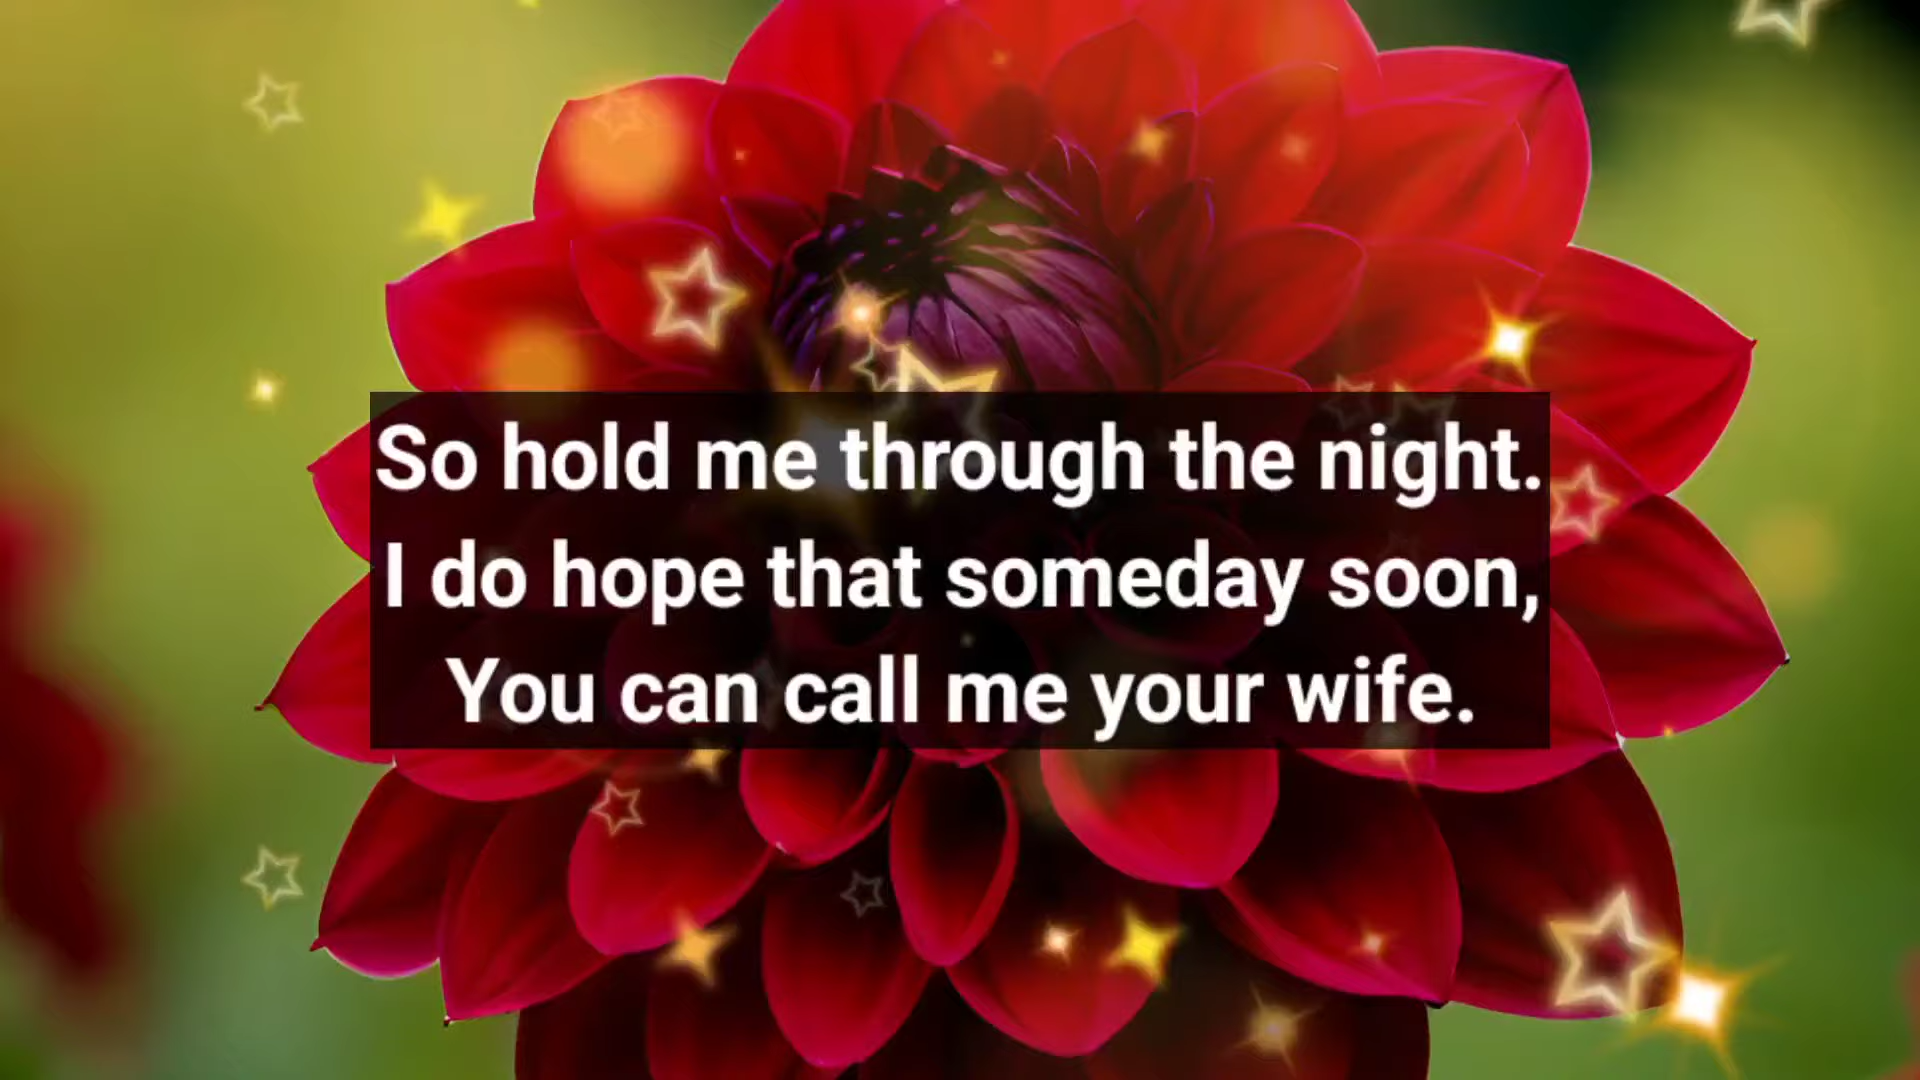 So hold me through the night.
I do hope that someday soon,
You can call me your wife.